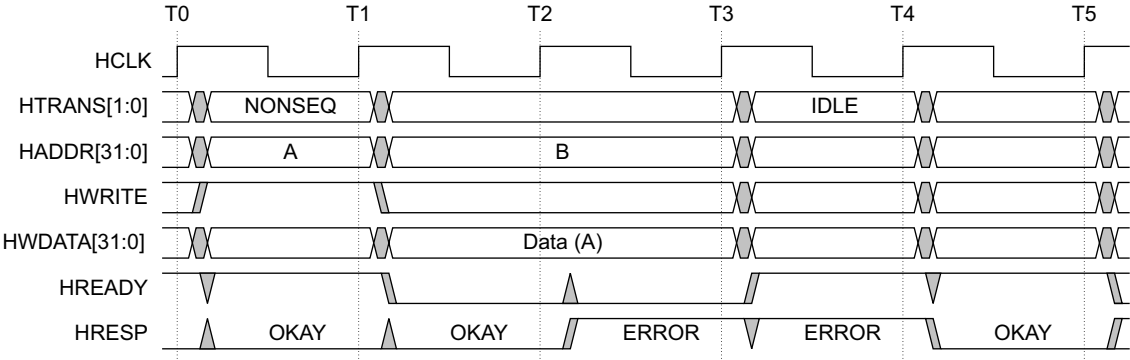 T0 T1 T2 T3 T4 T5
HCLK
HTRANS[1:0] NONSEQ IDLE
HADDR[31:0] A B
HWRITE
HWDATA[31:0] Data (A)
HREADY
HRESP OKAY OKAY ERROR ERROR OKAY